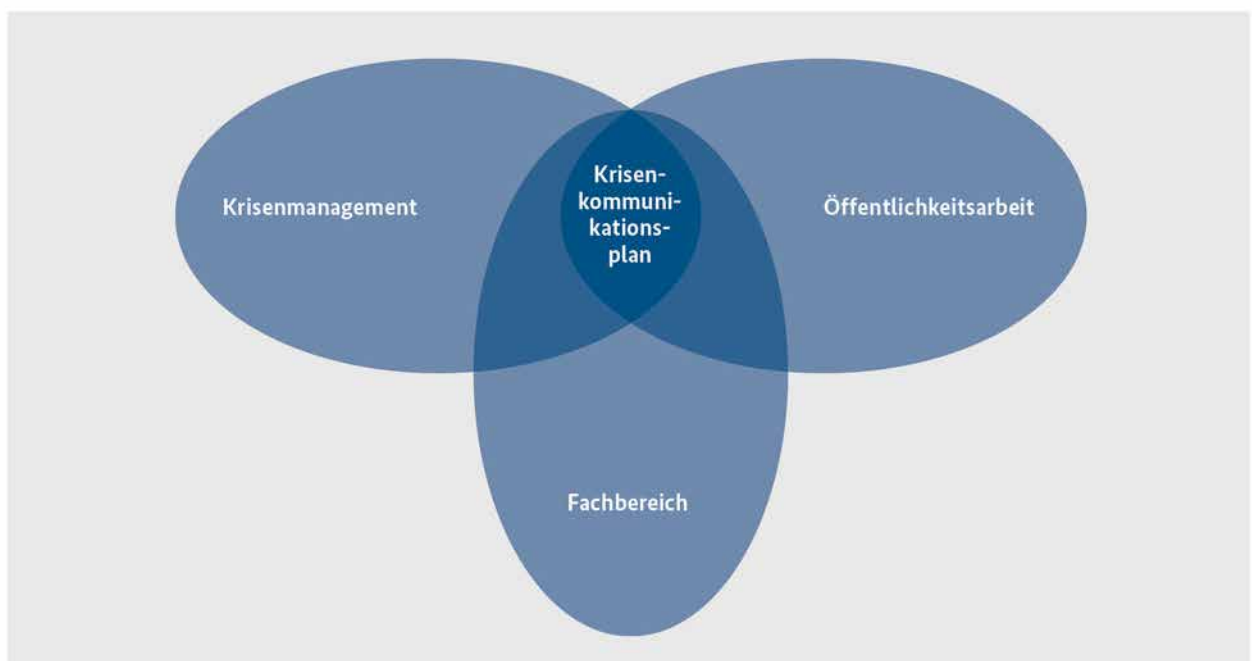 Krisenmanagement
Krisen-
kommuni-
kations-
plan
Öffentlichkeitsarbeit
Fachbereich